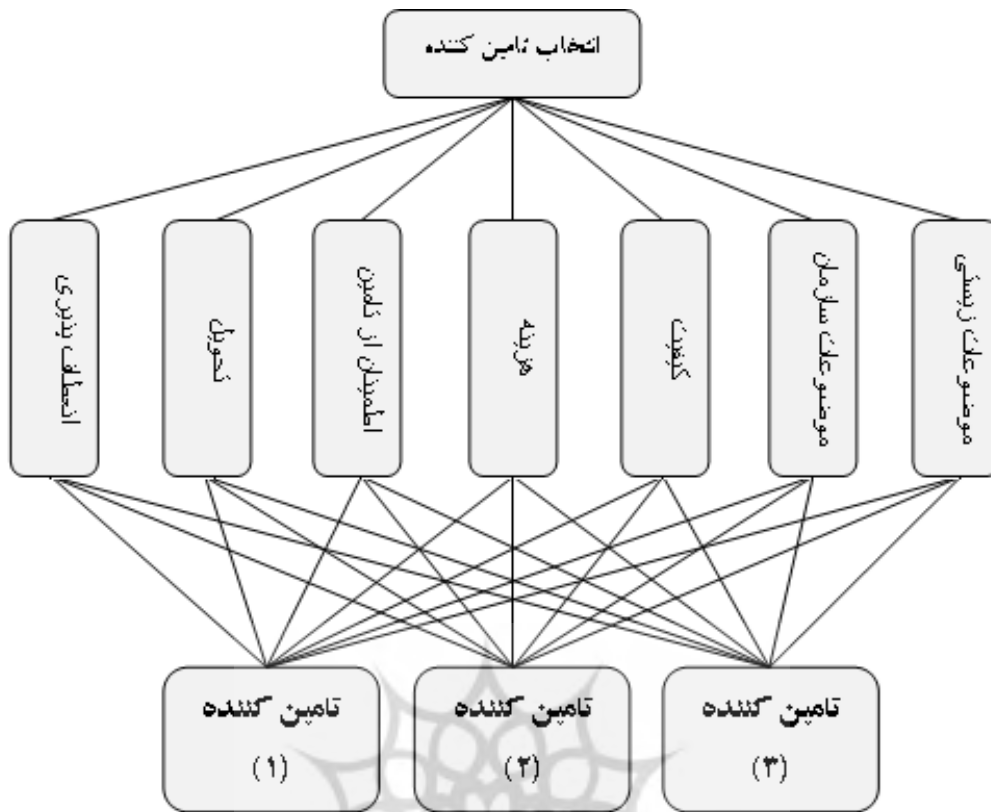 انتخاب تامین کننده
موضوعات زیستی
موضوعات سازمان
کیفیت
هزینه
اطمینان از تامین
تحویل
انعطاف پذیری
تامین کننده
(۳)
تامین کننده
(۲)
تامین کننده
(۱)